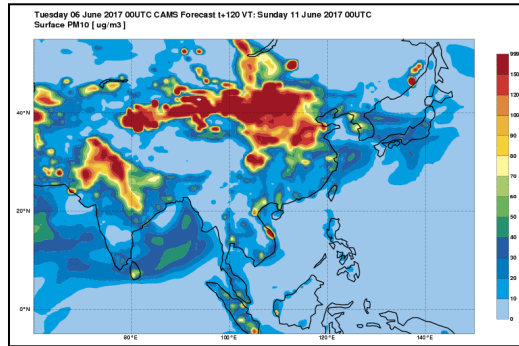 Tuesday 06 June 2017 00UTC CAMS Forecast t+120 VT: Sunday 11 June 2017 00UTC
Surface PM10 [ ug/m3 ]
150
120
100
90
80
70
60
50
40
30
20
10
0
40°N
20°N
0°N
80°E
100°E
120°E
140°E